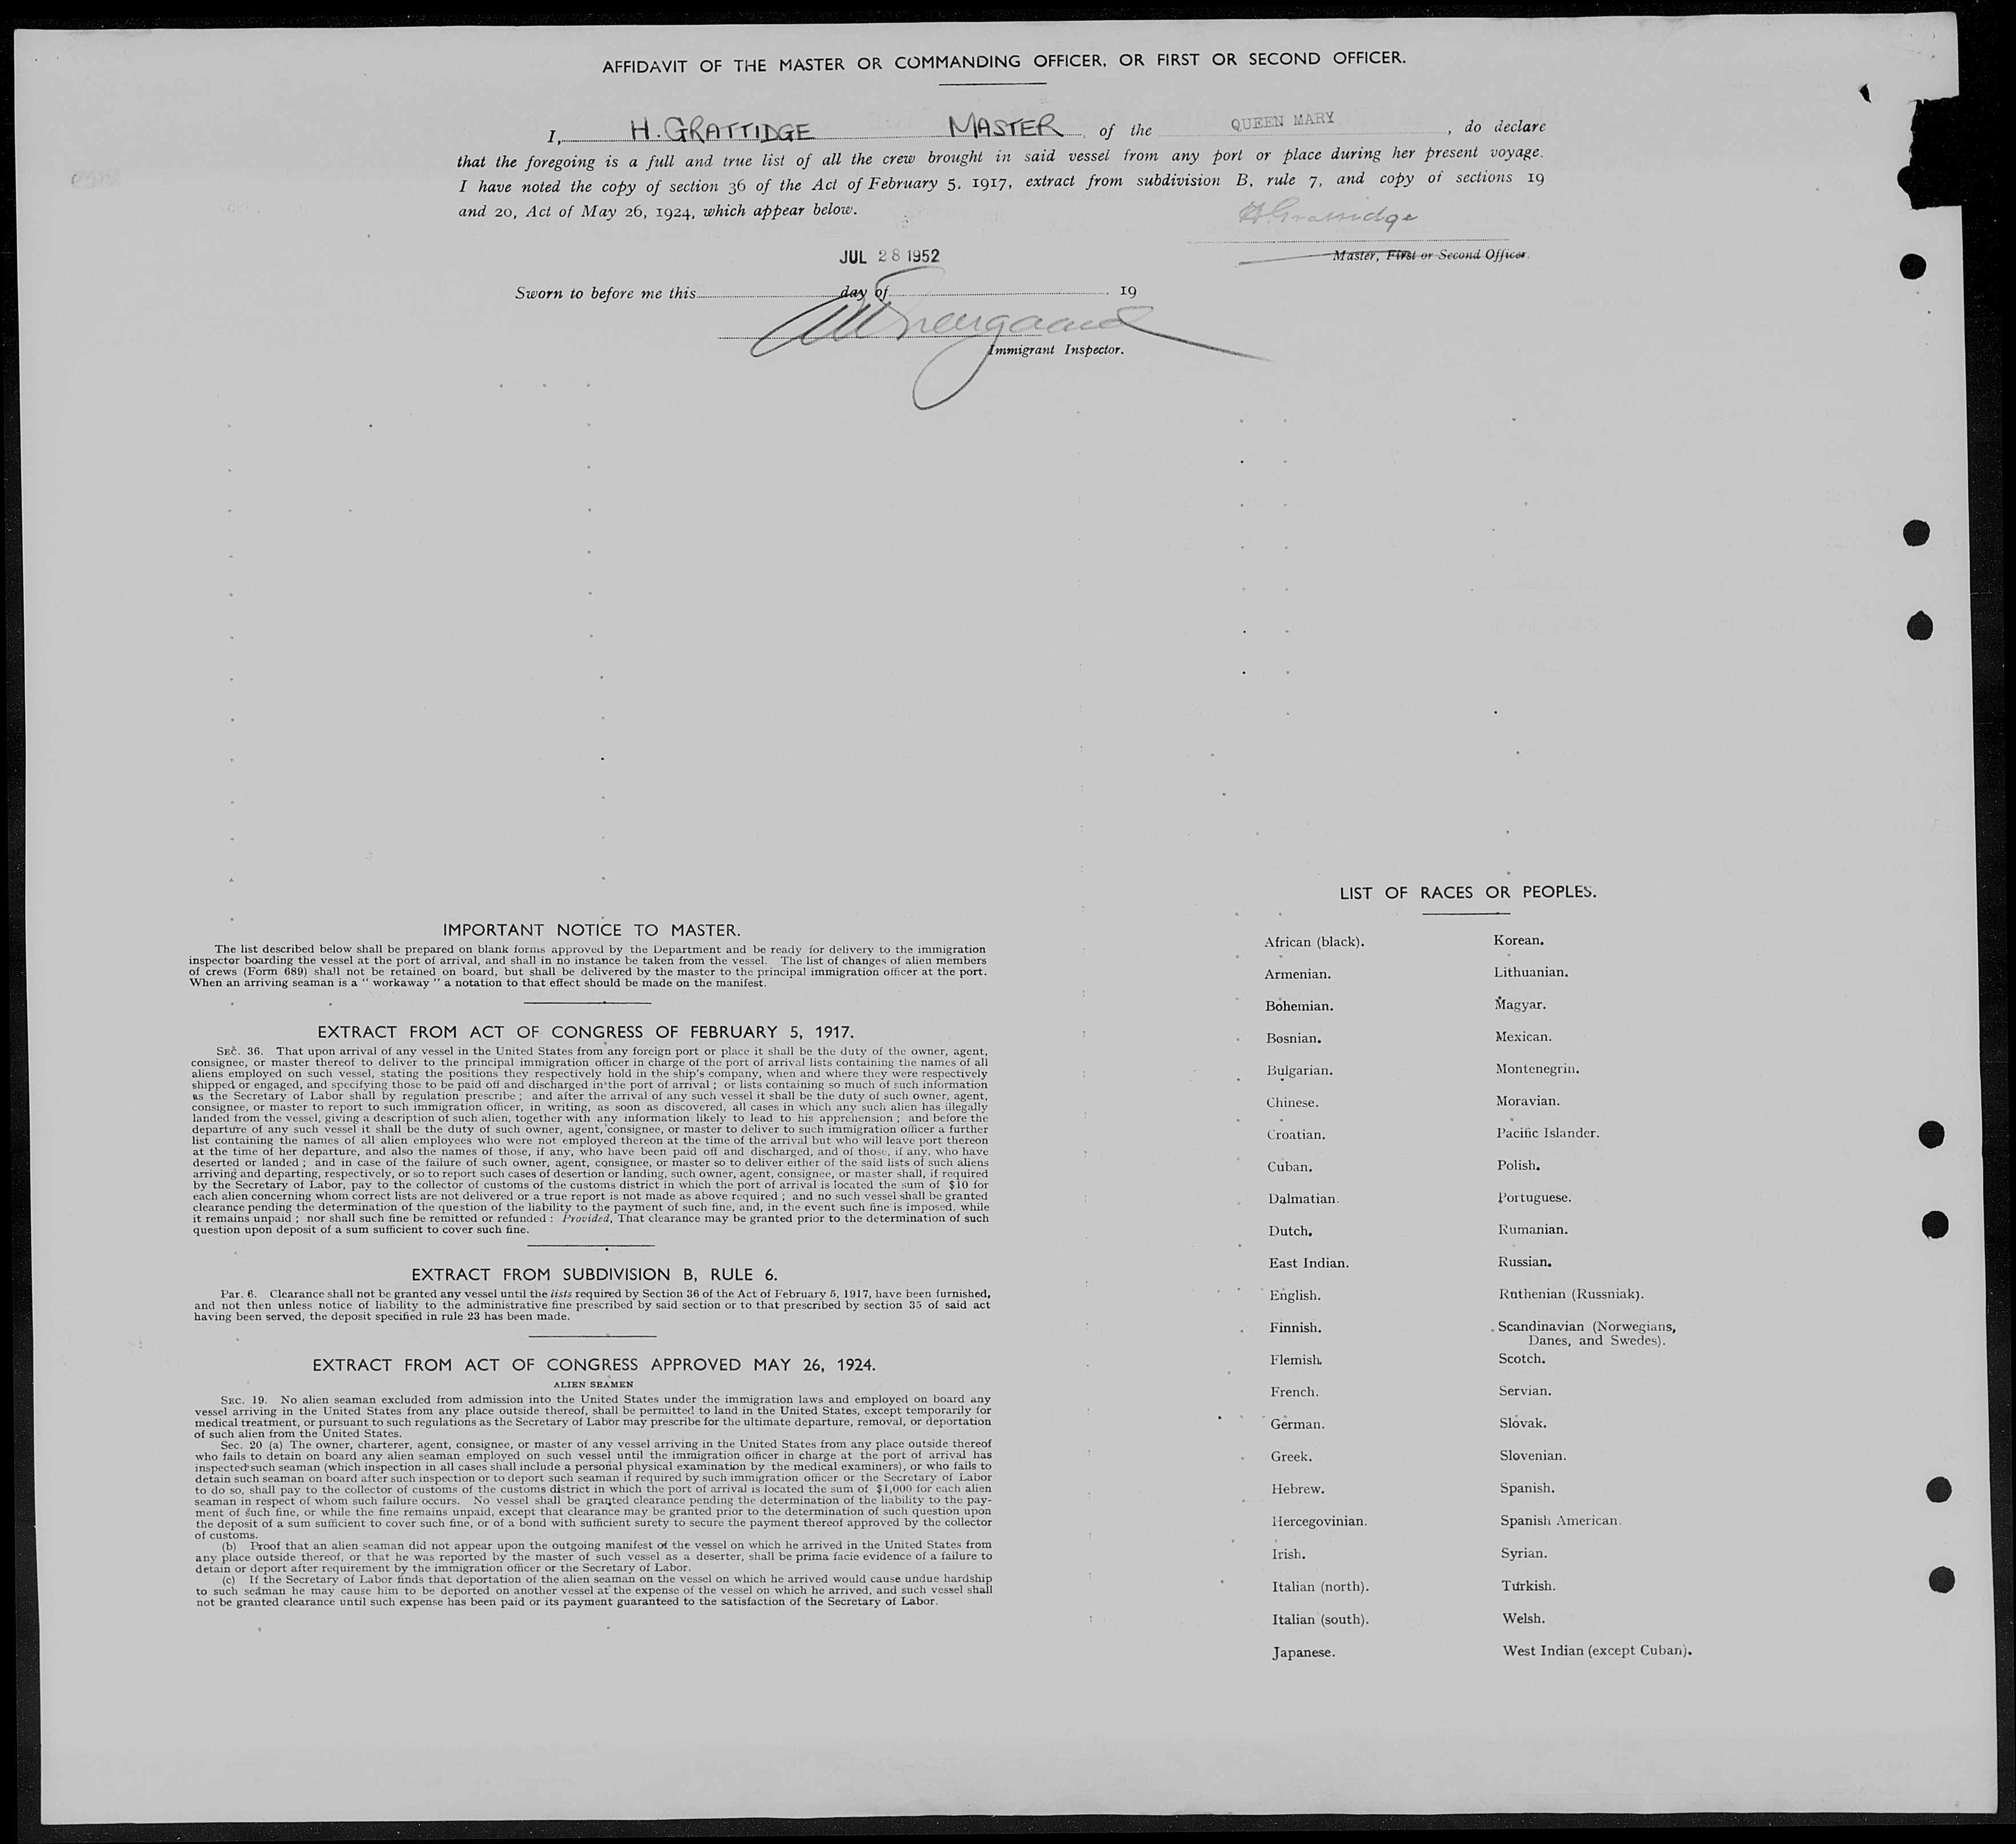 AFFIDAVIT OF THE MASTER OR COMMANDING OFFICER, OR FIRST OR SECOND OFFICER.
I, H. GRATTIDGE MASTER, of the QUEEN MARY, do declare
that the foregoing is a full and true list of all the crew brought in said vessel from any port or place during her present voyage.
I have noted the copy of section 36 of the Act of February 5, 1917, extract from subdivision B, rule 7, and copy of sections 19
and 20, Act of May 26, 1924, which appear below.
H. Grattidge
Master, First or Second Officer.
JUL 28 1952
Sworn to before me this day of 19
Immigrant Inspector.
IMPORTANT NOTICE TO MASTER.
The list described below shall be prepared on blank forms approved by the Department and be ready for delivery to the immigration
inspector boarding the vessel at the port of arrival, and shall in no instance be taken from the vessel. The list of changes of alien members
of crews (Form 689) shall not be retained on board, but shall be delivered by the master to the principal immigration officer at the port.
When an arriving seaman is a " workaway " a notation to that effect should be made on the manifest.
EXTRACT FROM ACT OF CONGRESS OF FEBRUARY 5, 1917.
SEC. 36. That upon arrival of any vessel in the United States from any foreign port or place it shall be the duty of the owner, agent,
consignee, or master thereof to deliver to the principal immigration officer in charge of the port of arrival lists containing the names of all
aliens employed on such vessel, stating the positions they respectively hold in the ship's company, when and where they were respectively
shipped or engaged, and specifying those to be paid off and discharged in the port of arrival ; or lists containing so much of such information
as the Secretary of Labor shall by regulation prescribe ; and after the arrival of any such vessel it shall be the duty of such owner, agent,
consignee, or master to report to such immigration officer, in writing, as soon as discovered, all cases in which any such alien has illegally
landed from the vessel, giving a description of such alien, together with any information likely to lead to his apprehension ; and before the
departure of any such vessel it shall be the duty of such owner, agent, consignee, or master to deliver to such immigration officer a further
list containing the names of all alien employees who were not employed thereon at the time of the arrival but who will leave port thereon
at the time of her departure, and also the names of those, if any, who have been paid off and discharged, and of those, if any, who have
deserted or landed ; and in case of the failure of such owner, agent, consignee, or master so to deliver either of the said lists of such aliens
arriving and departing, respectively, or so to report such cases of desertion or landing, such owner, agent, consignee, or master shall, if required
by the Secretary of Labor, pay to the collector of customs of the customs district in which the port of arrival is located the sum of $10 for
each alien concerning whom correct lists are not delivered or a true report is not made as above required ; and no such vessel shall be granted
clearance pending the determination of the question of the liability to the payment of such fine, and, in the event such fine is imposed, while
it remains unpaid ; nor shall such fine be remitted or refunded : Provided, That clearance may be granted prior to the determination of such
question upon deposit of a sum sufficient to cover such fine.
EXTRACT FROM SUBDIVISION B, RULE 6.
Par. 6. Clearance shall not be granted any vessel until the lists required by Section 36 of the Act of February 5, 1917, have been furnished,
and not then unless notice of liability to the administrative fine prescribed by said section or to that prescribed by section 35 of said act
having been served, the deposit specified in rule 23 has been made.
EXTRACT FROM ACT OF CONGRESS APPROVED MAY 26, 1924.
ALIEN SEAMEN
SEC. 19. No alien seaman excluded from admission into the United States under the immigration laws and employed on board any
vessel arriving in the United States from any place outside thereof, shall be permitted to land in the United States, except temporarily for
medical treatment, or pursuant to such regulations as the Secretary of Labor may prescribe for the ultimate departure, removal, or deportation
of such alien from the United States.
Sec. 20 (a) The owner, charterer, agent, consignee, or master of any vessel arriving in the United States from any place outside thereof
who fails to detain on board any alien seaman employed on such vessel until the immigration officer in charge at the port of arrival has
inspected such seaman (which inspection in all cases shall include a personal physical examination by the medical examiners), or who fails to
detain such seaman on board after such inspection or to deport such seaman if required by such immigration officer or the Secretary of Labor
to do so, shall pay to the collector of customs of the customs district in which the port of arrival is located the sum of $1,000 for each alien
seaman in respect of whom such failure occurs. No vessel shall be granted clearance pending the determination of the liability to the pay-
ment of such fine, or while the fine remains unpaid, except that clearance may be granted prior to the determination of such question upon
the deposit of a sum sufficient to cover such fine, or of a bond with sufficient surety to secure the payment thereof approved by the collector
of customs.
(b) Proof that an alien seaman did not appear upon the outgoing manifest of the vessel on which he arrived in the United States from
any place outside thereof, or that he was reported by the master of such vessel as a deserter, shall be prima facie evidence of a failure to
detain or deport after requirement by the immigration officer or the Secretary of Labor.
(c) If the Secretary of Labor finds that deportation of the alien seaman on the vessel on which he arrived would cause undue hardship
to such seaman he may cause him to be deported on another vessel at the expense of the vessel on which he arrived, and such vessel shall
not be granted clearance until such expense has been paid or its payment guaranteed to the satisfaction of the Secretary of Labor.
LIST OF RACES OR PEOPLES.
African (black). Korean.
Armenian. Lithuanian.
Bohemian. Magyar.
Bosnian. Mexican.
Bulgarian. Montenegrin.
Chinese. Moravian.
Croatian. Pacific Islander.
Cuban. Polish.
Dalmatian. Portuguese.
Dutch. Rumanian.
East Indian. Russian.
English. Ruthenian (Russniak).
Finnish. Scandinavian (Norwegians,
Danes, and Swedes).
Flemish. Scotch.
French. Servian.
German. Slovak.
Greek. Slovenian.
Hebrew. Spanish.
Hercegovinian. Spanish American.
Irish. Syrian.
Italian (north). Turkish.
Italian (south). Welsh.
Japanese. West Indian (except Cuban).